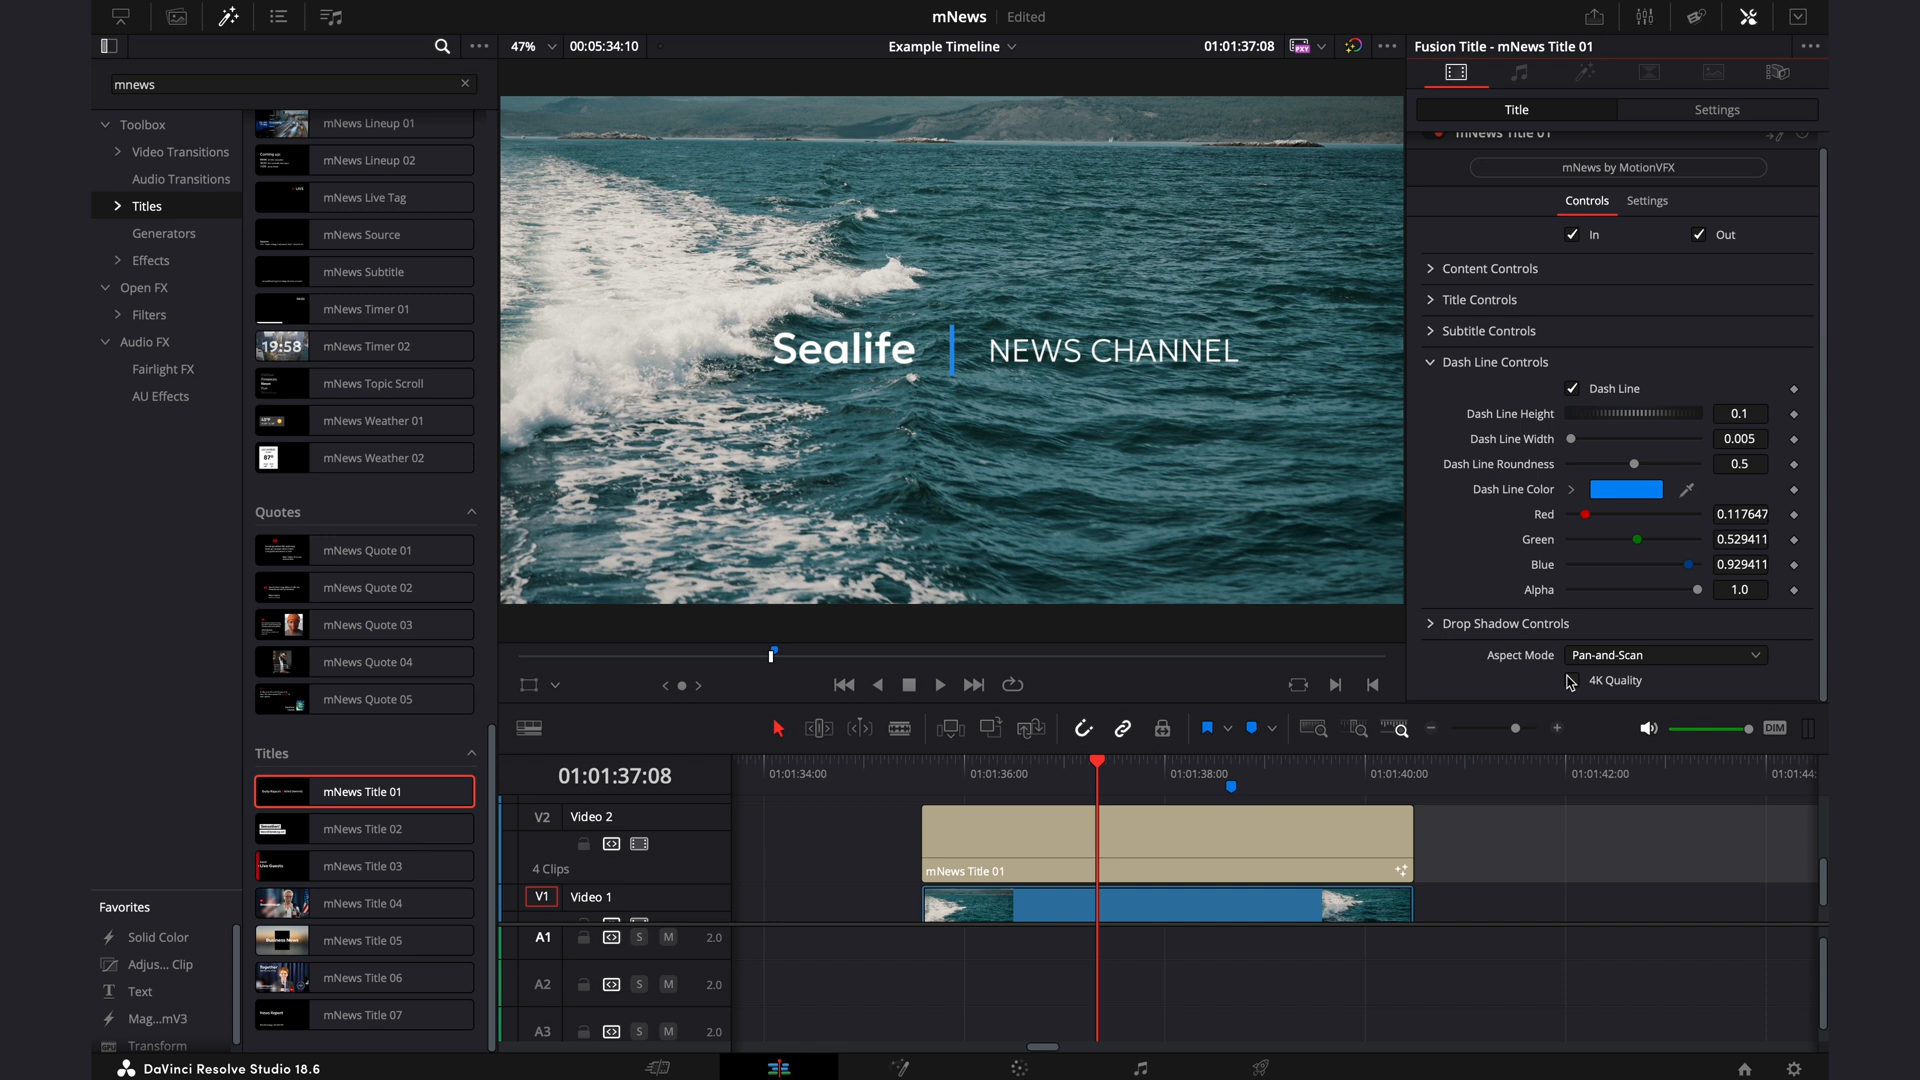 mNews Edited
47% 00:05:34:10 Example Timeline 01:01:37:08 PXY Fusion Title - mNews Title 01
mnews
Title Settings
Toolbox
Video Transitions
Audio Transitions
Titles
Generators
Effects
Open FX
Filters
Audio FX
Fairlight FX
AU Effects
mNews Lineup 01
mNews Lineup 02
mNews Live Tag
mNews Source
mNews Subtitle
mNews Timer 01
19:58 mNews Timer 02
mNews Topic Scroll
mNews Weather 01
87° mNews Weather 02
Quotes
mNews Quote 01
mNews Quote 02
mNews Quote 03
mNews Quote 04
mNews Quote 05
Titles
mNews Title 01
mNews Title 02
mNews Title 03
mNews Title 04
mNews Title 05
mNews Title 06
mNews Title 07
Favorites
Solid Color
Adjus... Clip
Text
Mag...mV3
Transform
Sealife NEWS CHANNEL
mNews Title 01
mNews by MotionVFX
Controls Settings
In Out
Content Controls
Title Controls
Subtitle Controls
Dash Line Controls
Dash Line
Dash Line Height 0.1
Dash Line Width 0.005
Dash Line Roundness 0.5
Dash Line Color
Red 0.117647
Green 0.529411
Blue 0.929411
Alpha 1.0
Drop Shadow Controls
Aspect Mode Pan-and-Scan
4K Quality
DIM
01:01:37:08
01:01:34:00 01:01:36:00 01:01:38:00 01:01:40:00 01:01:42:00 01:01:44:
V2 Video 2
4 Clips
mNews Title 01
V1 Video 1
A1 S M 2.0
A2 S M 2.0
A3 S M 2.0
DaVinci Resolve Studio 18.6